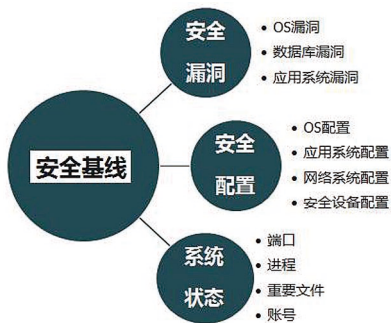 安全基线
安全
漏洞
• OS漏洞
• 数据库漏洞
• 应用系统漏洞
安全
配置
• OS配置
• 应用系统配置
• 网络系统配置
• 安全设备配置
系统
状态
• 端口
• 进程
• 重要文件
• 账号